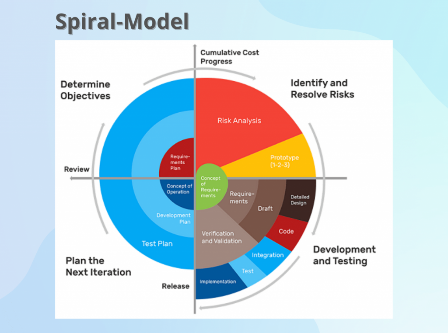 Spiral-Model
Cumulative Cost
Progress
Determine
Objectives
Identify and
Resolve Risks
Risk Analysis
Prototype
(1-2-3)
Require-
ments
Plan
Review
Concept of
Operation
Concept
of
Require-
ments
Require-
ments
Draft
Detailed
Design
Development
Plan
Test Plan
Verification
and Validation
Code
Integration
Test
Implementation
Plan the
Next Iteration
Development
and Testing
Release